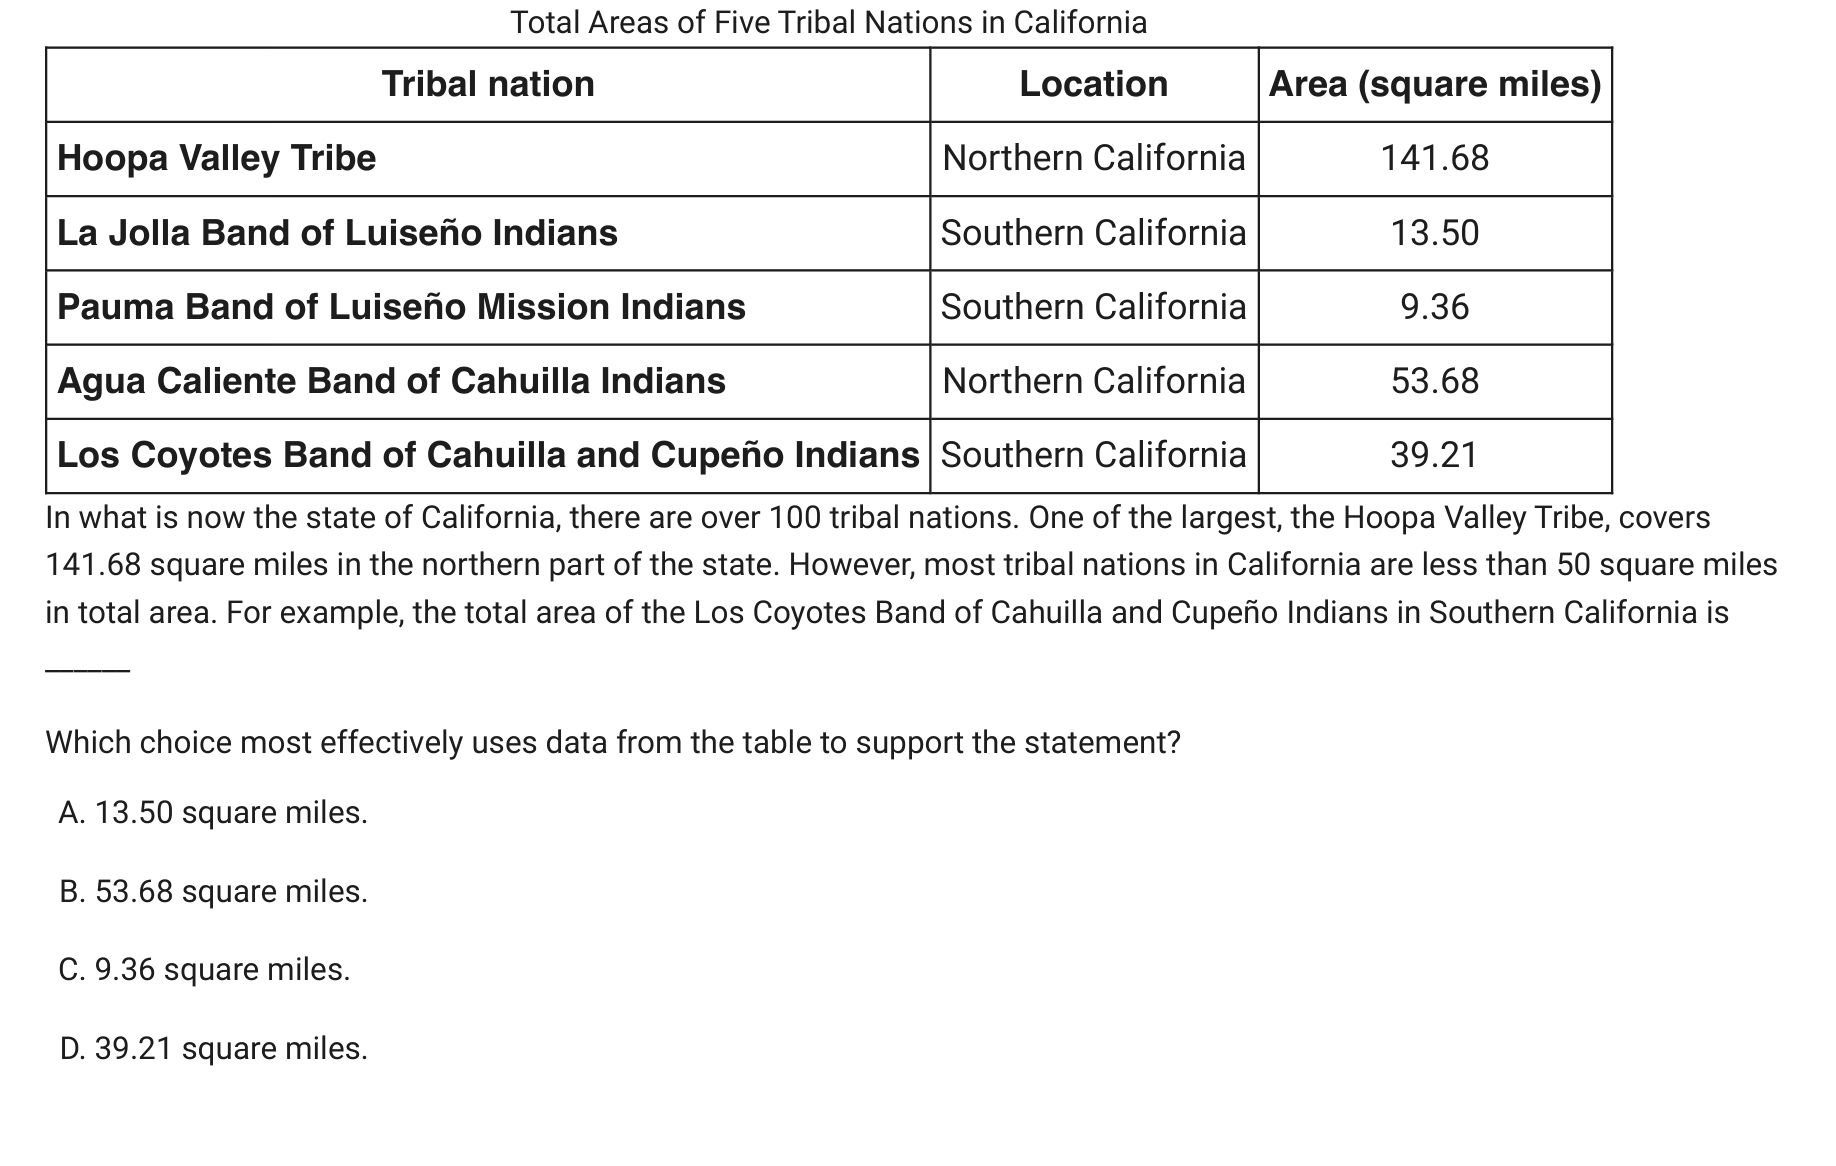 Total Areas of Five Tribal Nations in California
Tribal nation Location Area (square miles)
Hoopa Valley Tribe Northern California 141.68
La Jolla Band of Luiseño Indians Southern California 13.50
Pauma Band of Luiseño Mission Indians Southern California 9.36
Agua Caliente Band of Cahuilla Indians Northern California 53.68
Los Coyotes Band of Cahuilla and Cupeño Indians Southern California 39.21
In what is now the state of California, there are over 100 tribal nations. One of the largest, the Hoopa Valley Tribe, covers
141.68 square miles in the northern part of the state. However, most tribal nations in California are less than 50 square miles
in total area. For example, the total area of the Los Coyotes Band of Cahuilla and Cupeño Indians in Southern California is
______
Which choice most effectively uses data from the table to support the statement?
A. 13.50 square miles.
B. 53.68 square miles.
C. 9.36 square miles.
D. 39.21 square miles.